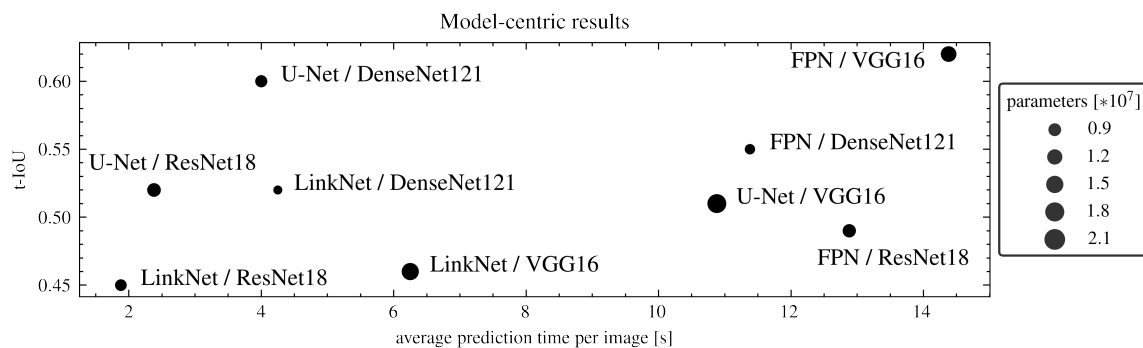 Model-centric results
FPN / VGG16
U-Net / DenseNet121
0.60
parameters [*10⁷]
0.9
FPN / DenseNet121
0.55
1.2
U-Net / ResNet18
t-IoU
LinkNet / DenseNet121
1.5
U-Net / VGG16
1.8
0.50
2.1
FPN / ResNet18
LinkNet / VGG16
LinkNet / ResNet18
0.45
2 4 6 8 10 12 14
average prediction time per image [s]